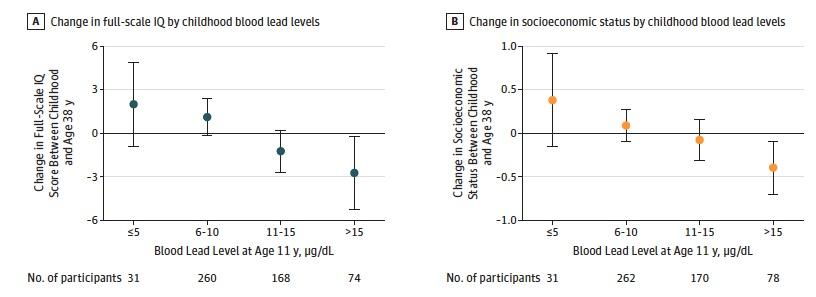 A Change in full-scale IQ by childhood blood lead levels
Change in Full-Scale IQ
Score Between Childhood
and Age 38 y
6
3
0
−3
−6
≤5 6-10 11-15 >15
Blood Lead Level at Age 11 y, µg/dL
No. of participants 31 260 168 74
B Change in socioeconomic status by childhood blood lead levels
Change in Socioeconomic
Status Between Childhood
and Age 38 y
1.0
0.5
0
−0.5
−1.0
≤5 6-10 11-15 >15
Blood Lead Level at Age 11 y, µg/dL
No. of participants 31 262 170 78